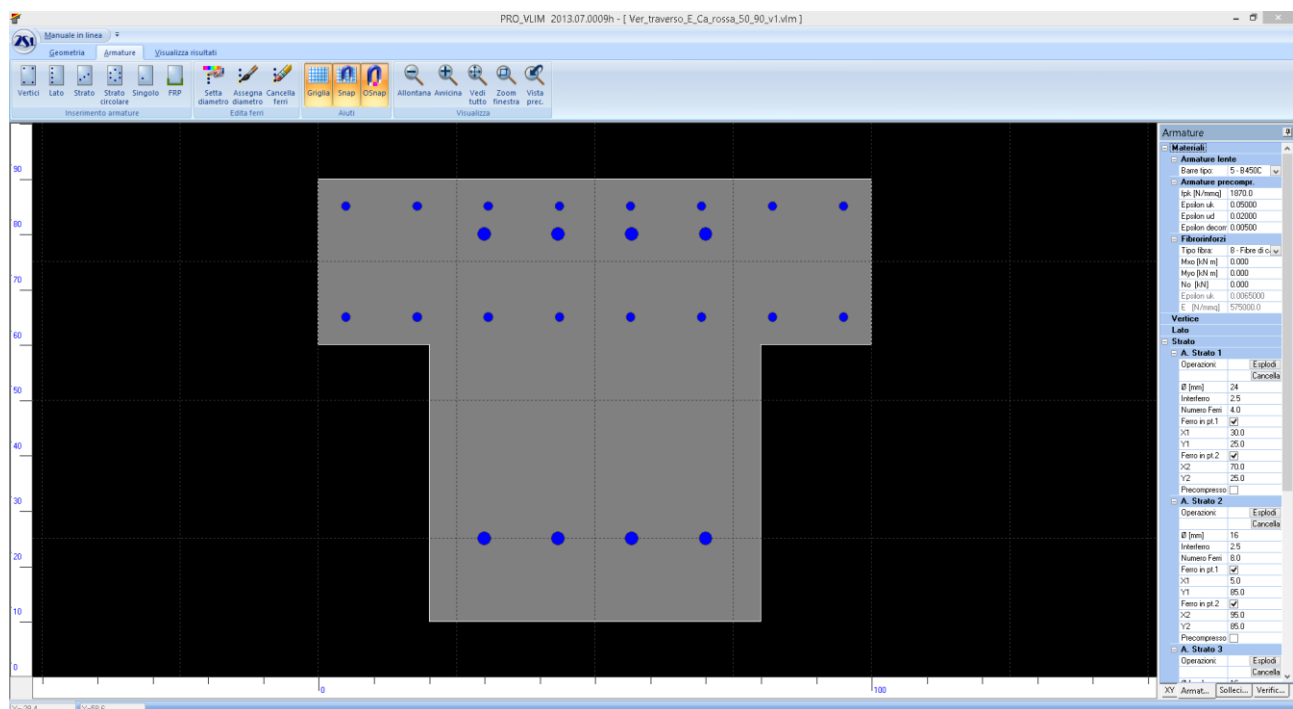 PRO_VLIM 2013.07.0009h - [ Ver_traverso_E_Ca_rossa_50_90_v1.vlm ]
2SI Manuale in linea
Geometria Armature Visualizza risultati
Vertici Lato Strato Strato circolare Singolo FRP Setta diametro Assegna diametro Cancella ferri Griglia Snap OSnap Allontana Avvicina Vedi tutto Zoom finestra Vista prec.
Inserimento armature Edita ferri Aiuti Visualizza
Armature
Materiali
Armature lente
Barre tipo: 5 - B450C
Armature precompr.
fpk [N/mmq] 1870.0
Epsilon uk 0.05000
Epsilon ud 0.02000
Epsilon decom 0.00500
Fibrorinforzi
Tipo fibra: 8 - Fibre di c
Mxo [kN m] 0.000
Myo [kN m] 0.000
No [kN] 0.000
Epsilon uk 0.0065000
E [N/mmq] 575000.0
Vertice
Lato
Strato
A. Strato 1
Operazioni: Esplodi
Cancella
Ø [mm] 24
Interferro 2.5
Numero Ferri 4.0
Ferro in pt.1
X1 30.0
Y1 25.0
Ferro in pt.2
X2 70.0
Y2 25.0
Precompresso
A. Strato 2
Operazioni: Esplodi
Cancella
Ø [mm] 16
Interferro 2.5
Numero Ferri 8.0
Ferro in pt.1
X1 5.0
Y1 85.0
Ferro in pt.2
X2 95.0
Y2 85.0
Precompresso
A. Strato 3
Operazioni: Esplodi
Cancella
90
80
70
60
50
40
30
20
10
0
0 100
XY Armat... Solleci... Verific...